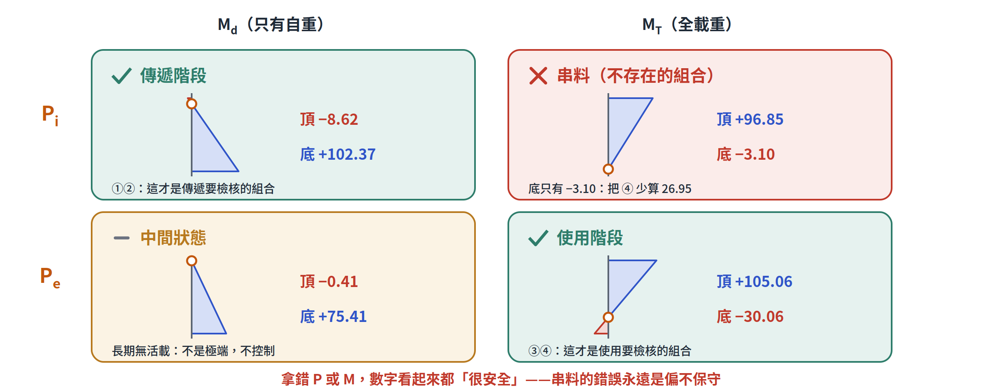 M_d（只有自重）
M_T（全載重）
P_i
傳遞階段
頂 −8.62
底 +102.37
①②：這才是傳遞要檢核的組合
串料（不存在的組合）
頂 +96.85
底 −3.10
底只有 −3.10：把 ④ 少算 26.95
P_e
中間狀態
頂 −0.41
底 +75.41
長期無活載：不是極端，不控制
使用階段
頂 +105.06
底 −30.06
③④：這才是使用要檢核的組合
拿錯 P 或 M，數字看起來都「很安全」——串料的錯誤永遠是偏不保守